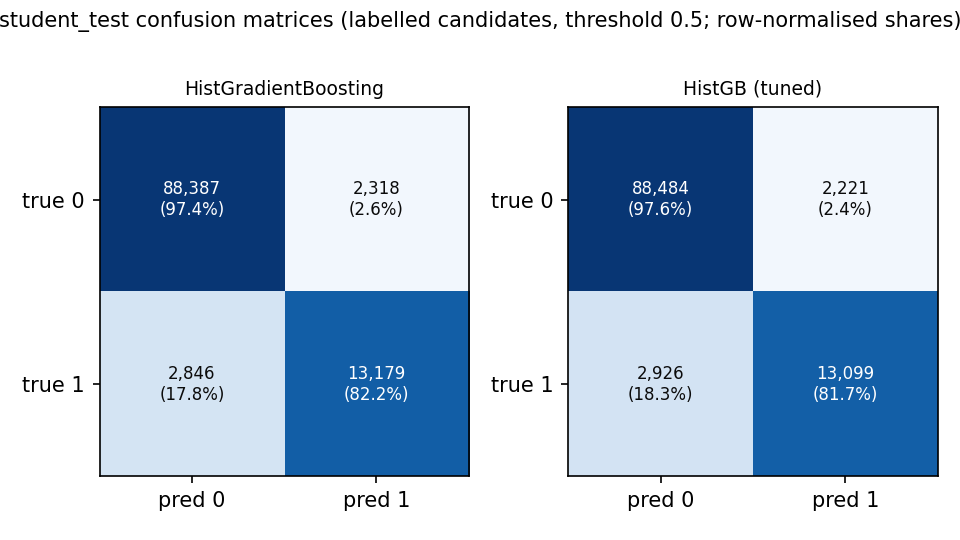 student_test confusion matrices (labelled candidates, threshold 0.5; row-normalised shares)
HistGradientBoosting
true 0
88,387
(97.4%)
2,318
(2.6%)
true 1
2,846
(17.8%)
13,179
(82.2%)
pred 0
pred 1
HistGB (tuned)
true 0
88,484
(97.6%)
2,221
(2.4%)
true 1
2,926
(18.3%)
13,099
(81.7%)
pred 0
pred 1